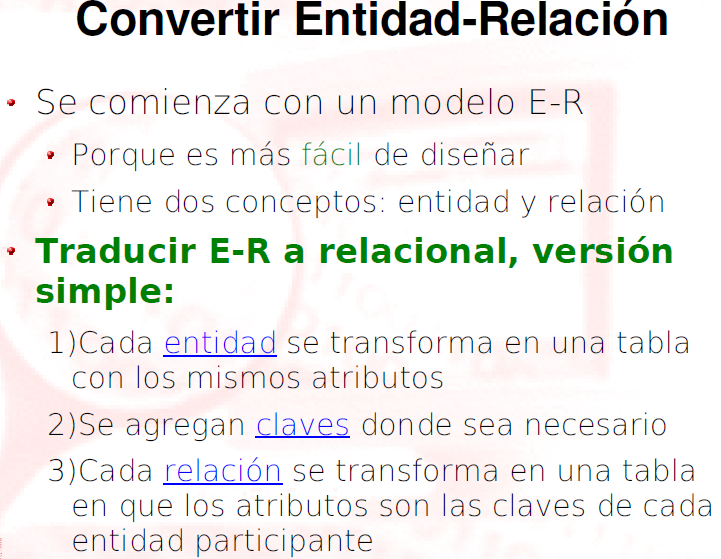 Convertir Entidad-Relación
Se comienza con un modelo E-R
Porque es más fácil de diseñar
Tiene dos conceptos: entidad y relación
Traducir E-R a relacional, versión
simple:
1)Cada entidad se transforma en una tabla
con los mismos atributos
2)Se agregan claves donde sea necesario
3)Cada relación se transforma en una tabla
en que los atributos son las claves de cada
entidad participante